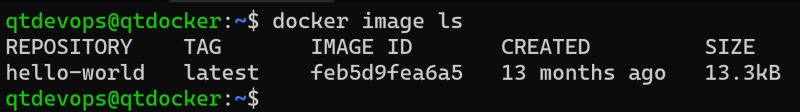 qtdevops@qtdocker:~$ docker image ls
REPOSITORY TAG IMAGE ID CREATED SIZE
hello-world latest feb5d9fea6a5 13 months ago 13.3kB
qtdevops@qtdocker:~$